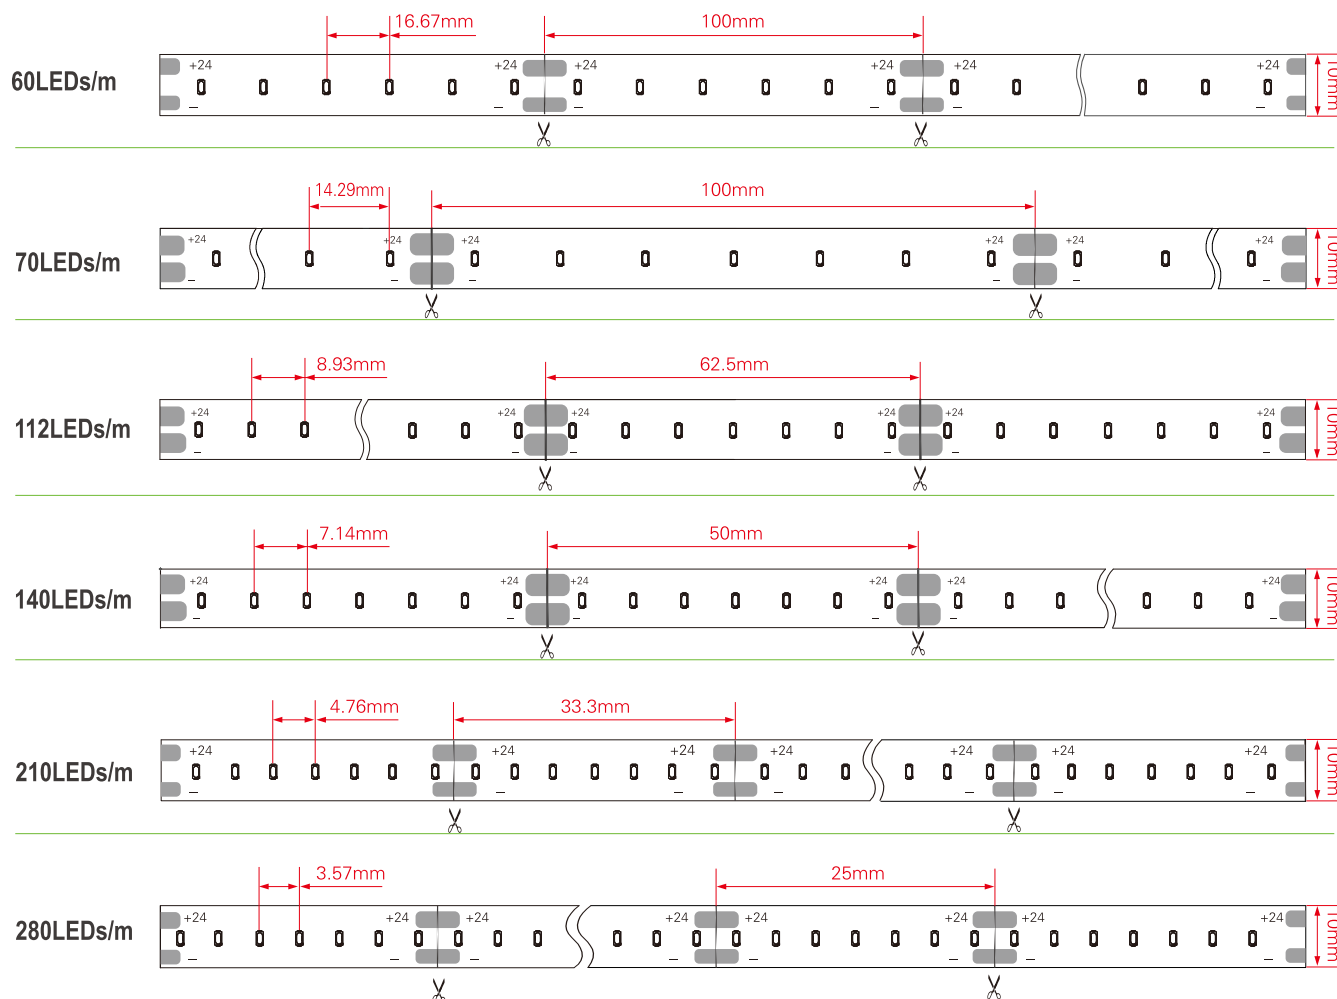 16.67mm 100mm
+24 +24 +24 +24 +24 +24
60LEDs/m
10mm
14.29mm 100mm
+24 +24 +24 +24 +24 +24
70LEDs/m
10mm
8.93mm 62.5mm
+24 +24 +24 +24 +24 +24
112LEDs/m
10mm
7.14mm 50mm
+24 +24 +24 +24 +24 +24
140LEDs/m
10mm
4.76mm 33.3mm
+24 +24 +24 +24 +24 +24 +24
210LEDs/m
10mm
3.57mm 25mm
+24 +24 +24 +24 +24 +24 +24 +24
280LEDs/m
10mm